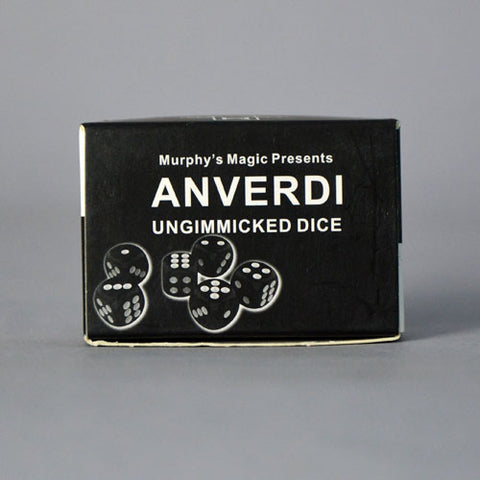 Murphy's Magic Presents
ANVERDI
UNGIMMICKED DICE